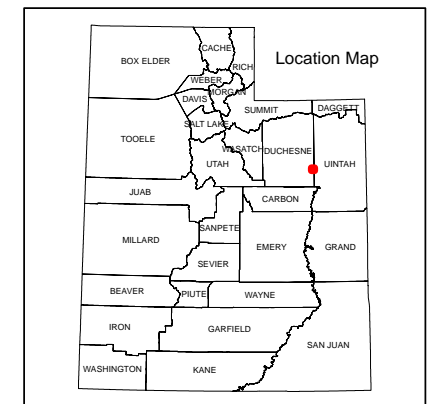 Location Map
CACHE
BOX ELDER
RICH
WEBER
MORGAN
DAVIS
SUMMIT
DAGGETT
SALT LAKE
TOOELE
WASATCH
DUCHESNE
UTAH
UINTAH
JUAB
CARBON
SANPETE
MILLARD
EMERY
GRAND
SEVIER
BEAVER
PIUTE
WAYNE
IRON
GARFIELD
SAN JUAN
WASHINGTON
KANE